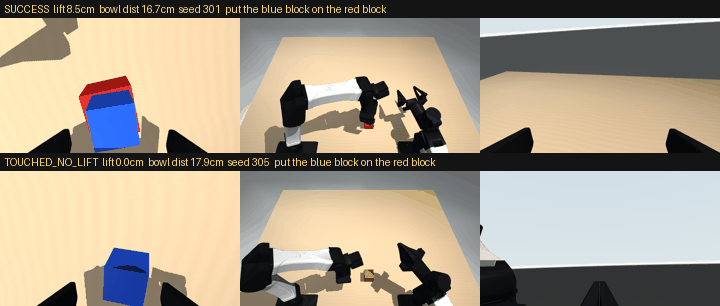 SUCCESS lift 8.5cm bowl dist 16.7cm seed 301 put the blue block on the red block
TOUCHED_NO_LIFT lift 0.0cm bowl dist 17.9cm seed 305 put the blue block on the red block